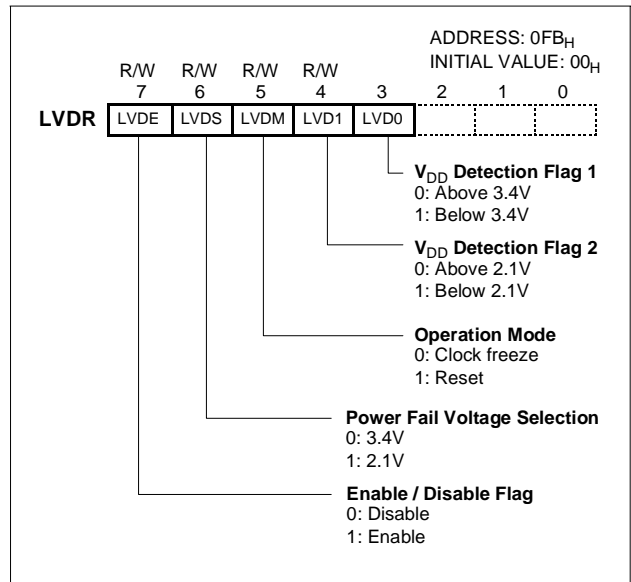 ADDRESS: 0FBH
INITIAL VALUE: 00H
R/W R/W R/W R/W
7 6 5 4 3 2 1 0
LVDR LVDE LVDS LVDM LVD1 LVD0
VDD Detection Flag 1
0: Above 3.4V
1: Below 3.4V
VDD Detection Flag 2
0: Above 2.1V
1: Below 2.1V
Operation Mode
0: Clock freeze
1: Reset
Power Fail Voltage Selection
0: 3.4V
1: 2.1V
Enable / Disable Flag
0: Disable
1: Enable